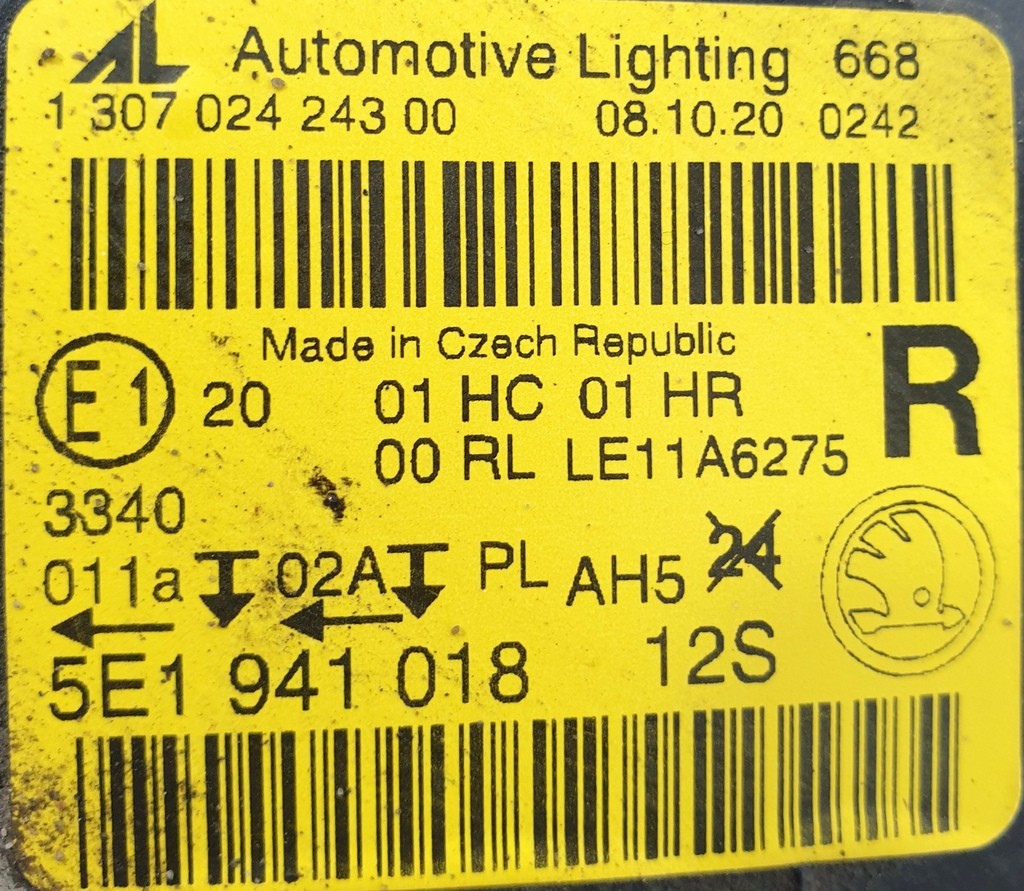 AL Automotive Lighting 668
1 307 024 243 00 08.10.20 0242
Made in Czech Republic
E1 20 01 HC 01 HR R
00 RL LE11A6275
3340
011a 02A PL AH5 24
5E1 941 018 12S